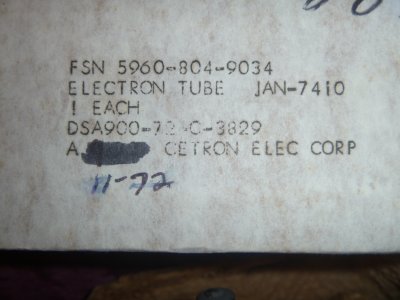 FSN 5960-804-9034
ELECTRON TUBE JAN-7410
1 EACH
A CETRON ELEC CORP
11-72